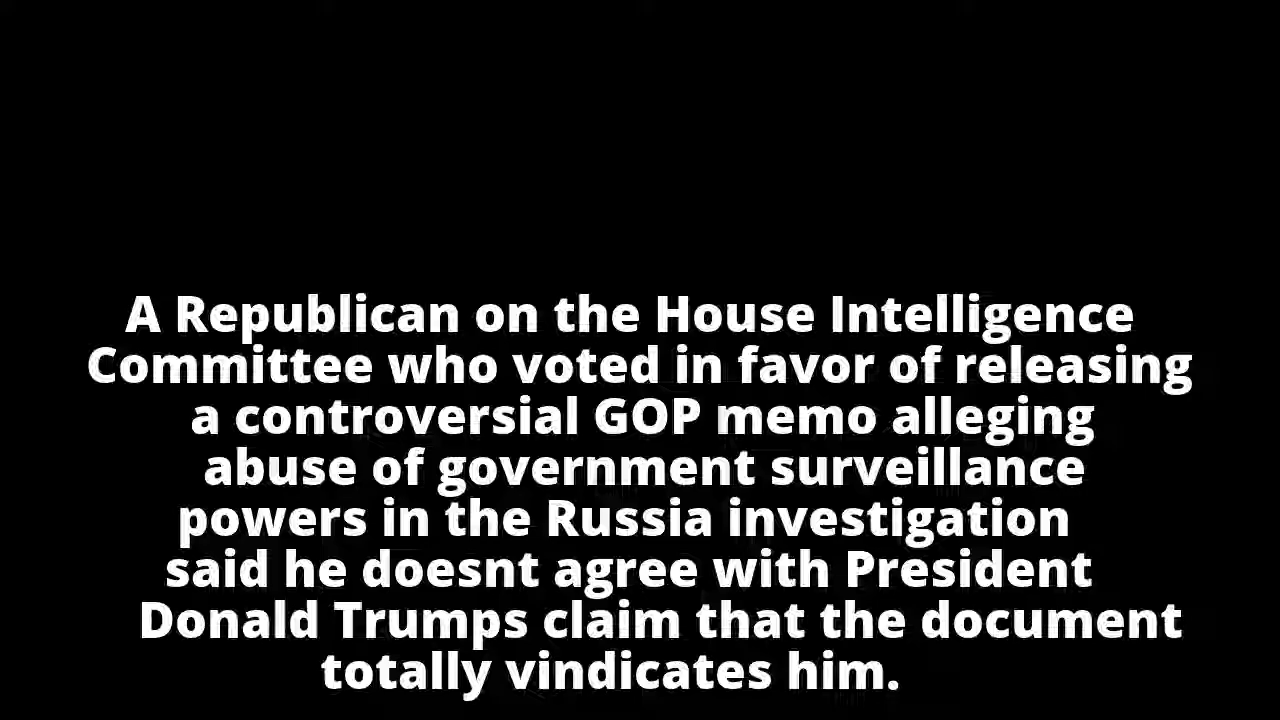 A Republican on the House Intelligence
Committee who voted in favor of releasing
a controversial GOP memo alleging
abuse of government surveillance
powers in the Russia investigation
said he doesnt agree with President
Donald Trumps claim that the document
totally vindicates him.